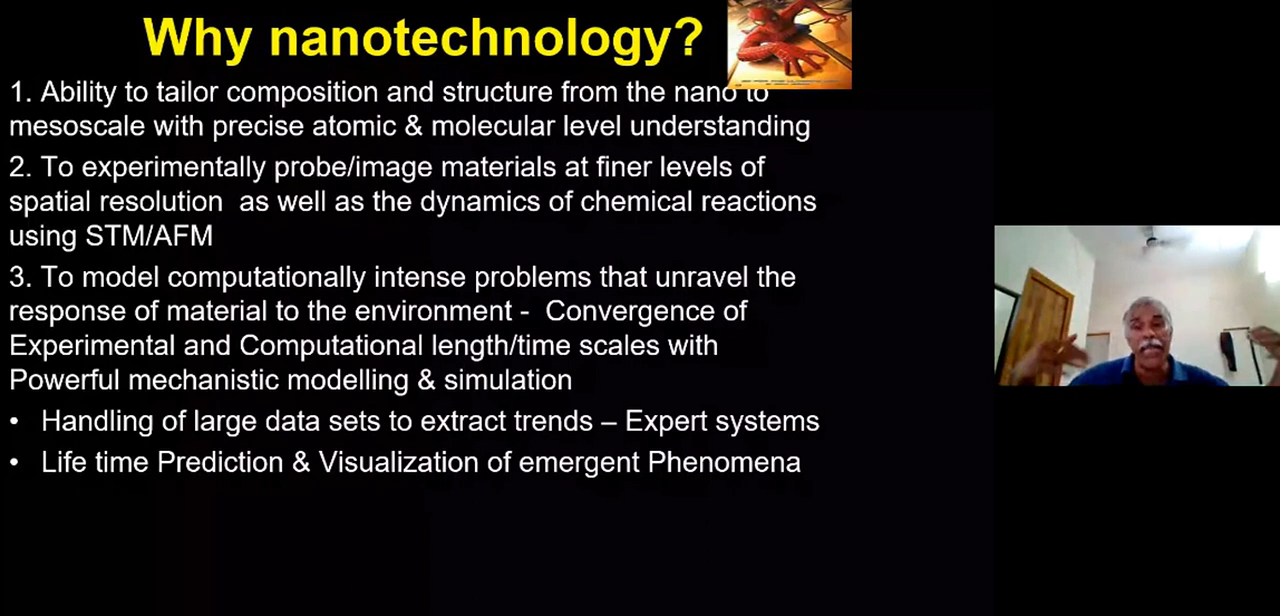 Why nanotechnology?
1. Ability to tailor composition and structure from the nano to
mesoscale with precise atomic & molecular level understanding
2. To experimentally probe/image materials at finer levels of
spatial resolution as well as the dynamics of chemical reactions
using STM/AFM
3. To model computationally intense problems that unravel the
response of material to the environment - Convergence of
Experimental and Computational length/time scales with
Powerful mechanistic modelling & simulation
• Handling of large data sets to extract trends – Expert systems
• Life time Prediction & Visualization of emergent Phenomena